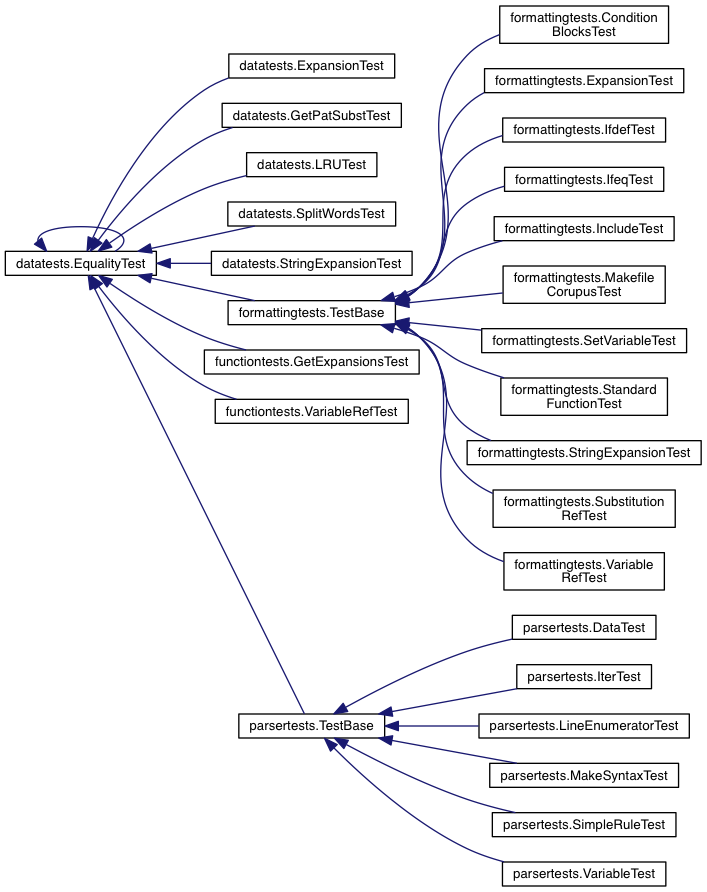 formattingtests.Condition
BlocksTest
datatests.ExpansionTest
formattingtests.ExpansionTest
datatests.GetPatSubstTest
formattingtests.IfdefTest
datatests.LRUTest
formattingtests.IfeqTest
datatests.SplitWordsTest
formattingtests.IncludeTest
datatests.EqualityTest
datatests.StringExpansionTest
formattingtests.Makefile
CorupusTest
formattingtests.TestBase
formattingtests.SetVariableTest
functiontests.GetExpansionsTest
formattingtests.Standard
FunctionTest
functiontests.VariableRefTest
formattingtests.StringExpansionTest
formattingtests.Substitution
RefTest
formattingtests.Variable
RefTest
parsertests.DataTest
parsertests.IterTest
parsertests.TestBase
parsertests.LineEnumeratorTest
parsertests.MakeSyntaxTest
parsertests.SimpleRuleTest
parsertests.VariableTest